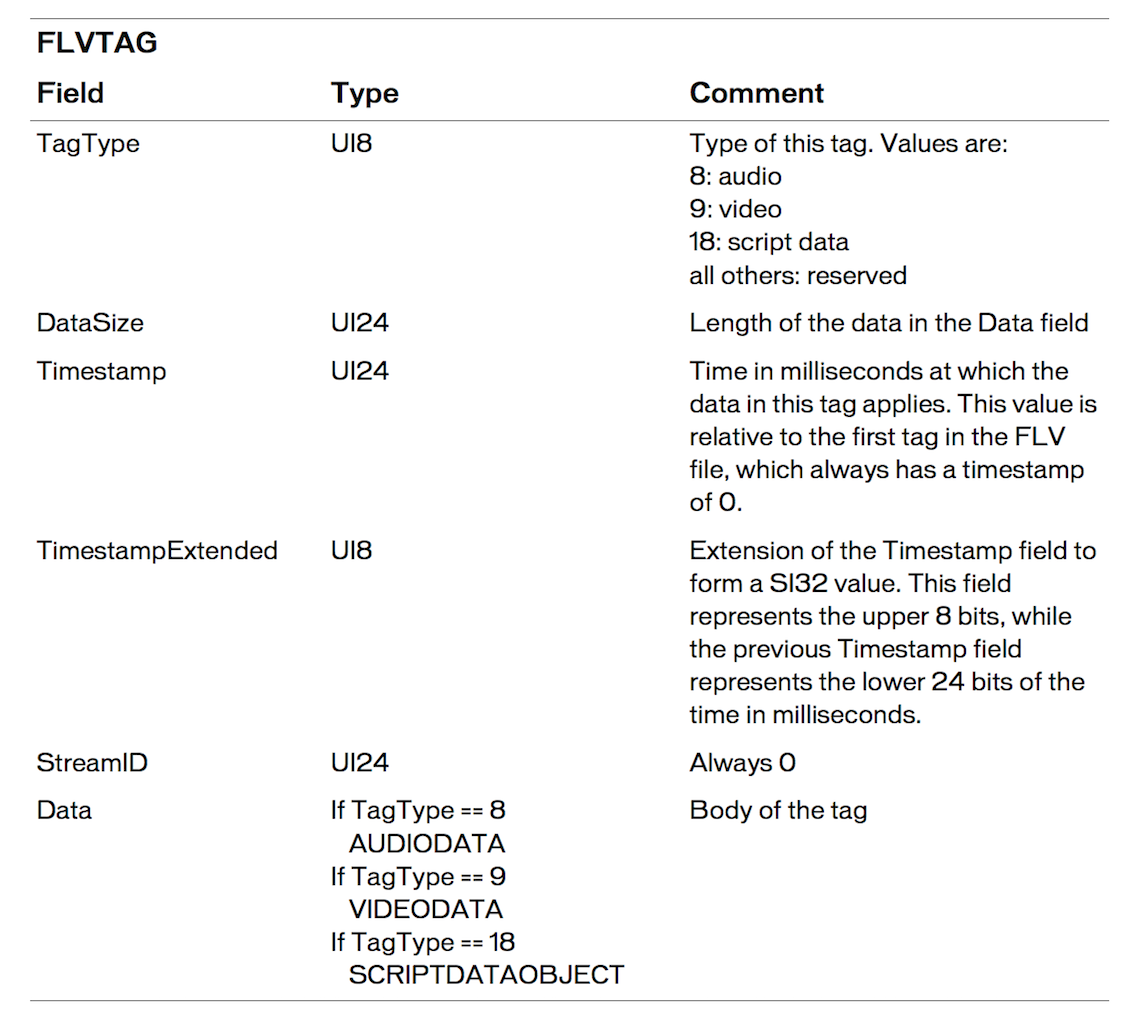 FLVTAG
Field Type Comment
TagType UI8 Type of this tag. Values are:
8: audio
9: video
18: script data
all others: reserved
DataSize UI24 Length of the data in the Data field
Timestamp UI24 Time in milliseconds at which the
data in this tag applies. This value is
relative to the first tag in the FLV
file, which always has a timestamp
of 0.
TimestampExtended UI8 Extension of the Timestamp field to
form a SI32 value. This field
represents the upper 8 bits, while
the previous Timestamp field
represents the lower 24 bits of the
time in milliseconds.
StreamID UI24 Always 0
Data If TagType == 8 Body of the tag
AUDIODATA
If TagType == 9
VIDEODATA
If TagType == 18
SCRIPTDATAOBJECT